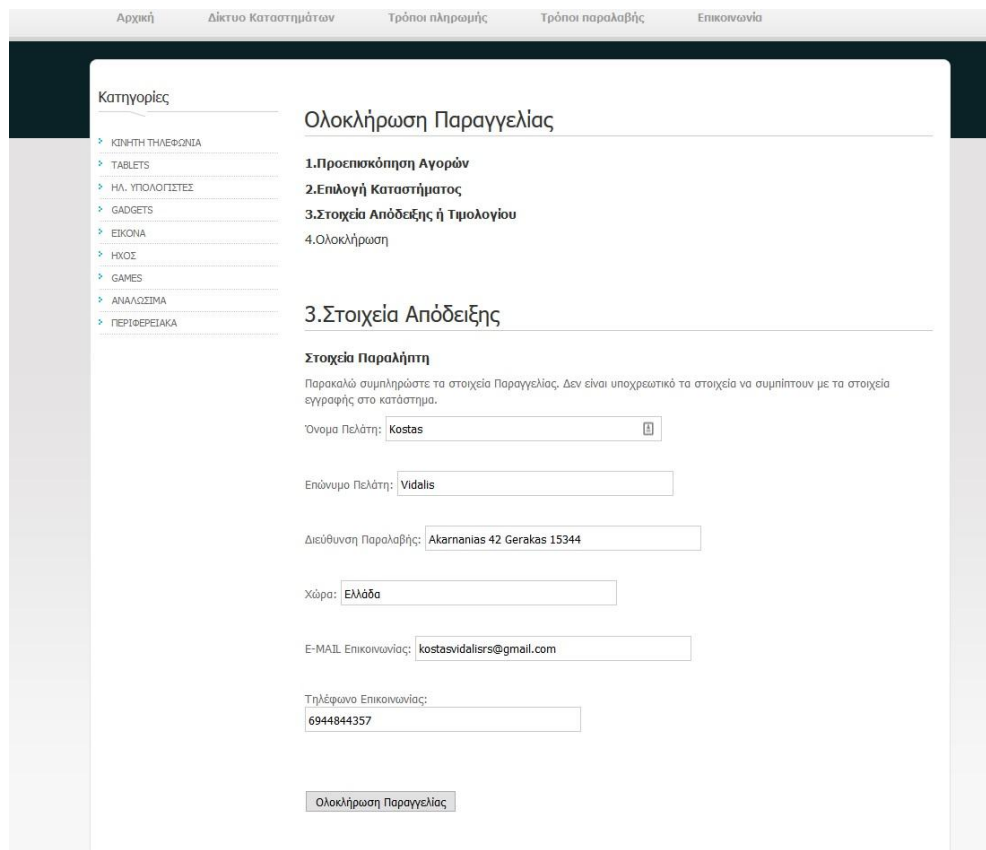 Αρχική Δίκτυο Καταστημάτων Τρόποι πληρωμής Τρόποι παραλαβής Επικοινωνία
Κατηγορίες
ΚΙΝΗΤΗ ΤΗΛΕΦΩΝΙΑ
TABLETS
ΗΛ. ΥΠΟΛΟΓΙΣΤΕΣ
GADGETS
ΕΙΚΟΝΑ
ΗΧΟΣ
GAMES
ΑΝΑΛΩΣΙΜΑ
ΠΕΡΙΦΕΡΕΙΑΚΑ
Ολοκλήρωση Παραγγελίας
1.Προεπισκόπηση Αγορών
2.Επιλογή Καταστήματος
3.Στοιχεία Απόδειξης ή Τιμολογίου
4.Ολοκλήρωση
3.Στοιχεία Απόδειξης
Στοιχεία Παραλήπτη
Παρακαλώ συμπληρώστε τα στοιχεία Παραγγελίας. Δεν είναι υποχρεωτικό τα στοιχεία να συμπίπτουν με τα στοιχεία
εγγραφής στο κατάστημα.
Όνομα Πελάτη: Kostas
Επώνυμο Πελάτη: Vidalis
Διεύθυνση Παραλαβής: Akarnanias 42 Gerakas 15344
Χώρα: Ελλάδα
E-MAIL Επικοινωνίας: kostasvidalisrs@gmail.com
Τηλέφωνο Επικοινωνίας:
6944844357
Ολοκλήρωση Παραγγελίας